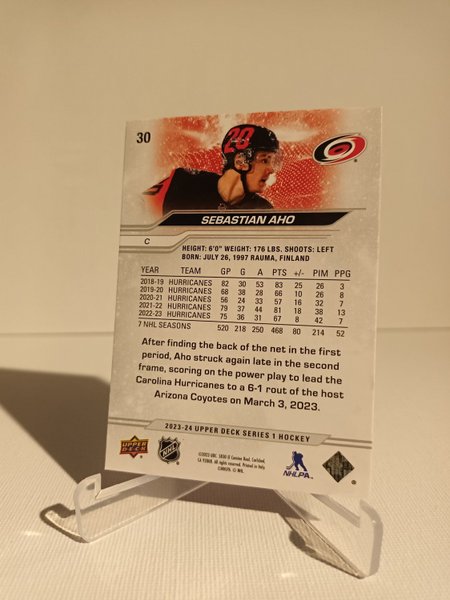 30
20
SEBASTIAN AHO
C
HEIGHT: 6'0" WEIGHT: 176 LBS. SHOOTS: LEFT
BORN: JULY 26, 1997 RAUMA, FINLAND
YEAR TEAM GP G A PTS +/- PIM PPG
2018-19 HURRICANES 82 30 53 83 25 26 3
2019-20 HURRICANES 68 38 28 66 10 26 8
2020-21 HURRICANES 56 24 33 57 16 32 7
2021-22 HURRICANES 79 37 44 81 18 38 13
2022-23 HURRICANES 75 36 31 67 8 42 7
7 NHL SEASONS 520 218 250 468 80 214 52
After finding the back of the net in the first
period, Aho struck again late in the second
frame, scoring on the power play to lead the
Carolina Hurricanes to a 6-1 rout of the host
Arizona Coyotes on March 3, 2023.
2023-24 UPPER DECK SERIES 1 HOCKEY
UPPER DECK
NHL
NHLPA